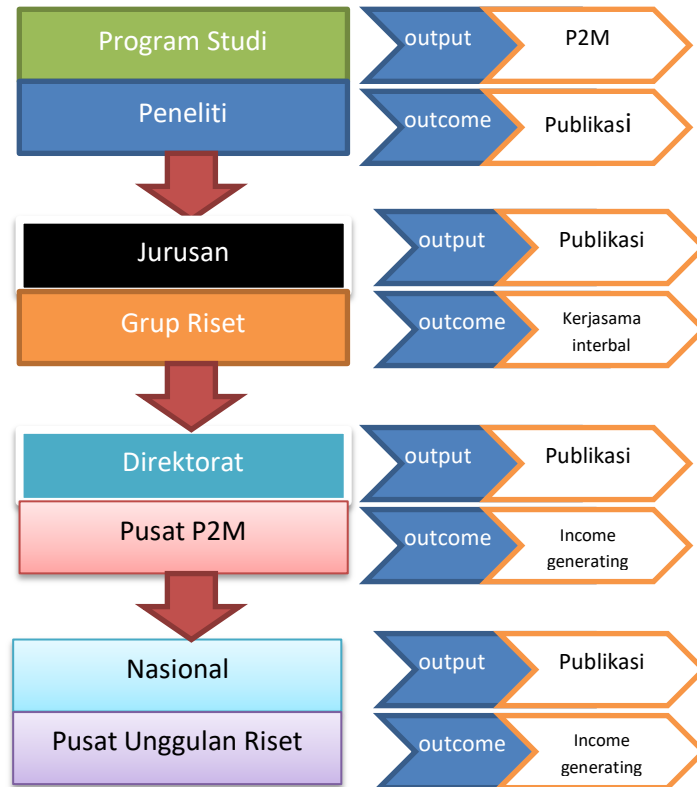 Program Studi
output
P2M
Peneliti
outcome
Publikasi
Jurusan
output
Publikasi
Grup Riset
outcome
Kerjasama
interbal
Direktorat
output
Publikasi
Pusat P2M
outcome
Income
generating
Nasional
output
Publikasi
Pusat Unggulan Riset
outcome
Income
generating